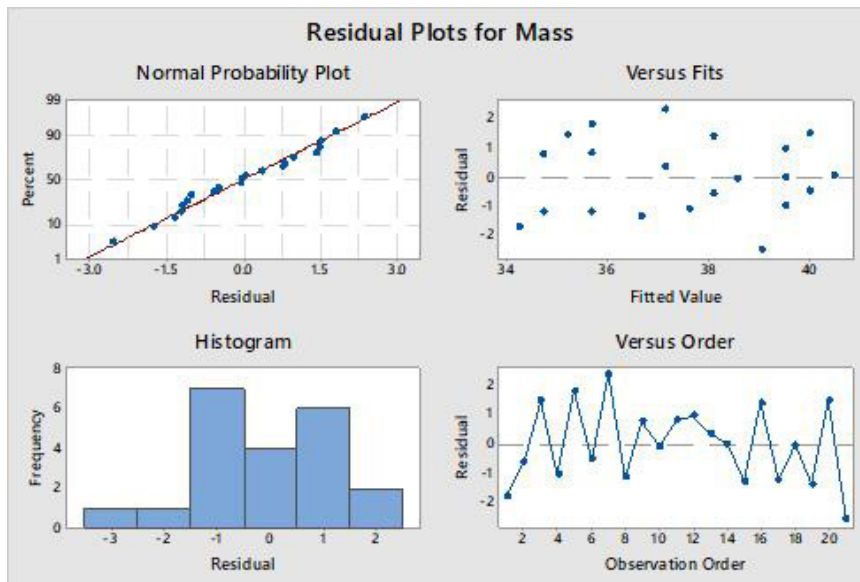 Residual Plots for Mass
Normal Probability Plot
99
90
50
10
1
Percent
-3.0 -1.5 0.0 1.5 3.0
Residual
Versus Fits
2
1
0
-1
-2
Residual
34 36 38 40
Fitted Value
Histogram
8
6
4
2
0
Frequency
-3 -2 -1 0 1 2
Residual
Versus Order
2
1
0
-1
-2
Residual
2 4 6 8 10 12 14 16 18 20
Observation Order